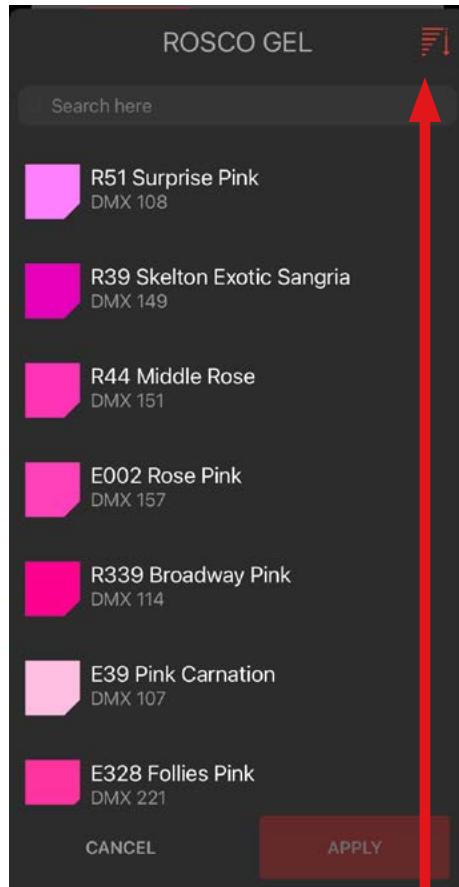 ROSCO GEL
Search here
R51 Surprise Pink
DMX 108
R39 Skelton Exotic Sangria
DMX 149
R44 Middle Rose
DMX 151
E002 Rose Pink
DMX 157
R339 Broadway Pink
DMX 114
E39 Pink Carnation
DMX 107
E328 Follies Pink
DMX 221
CANCEL APPLY